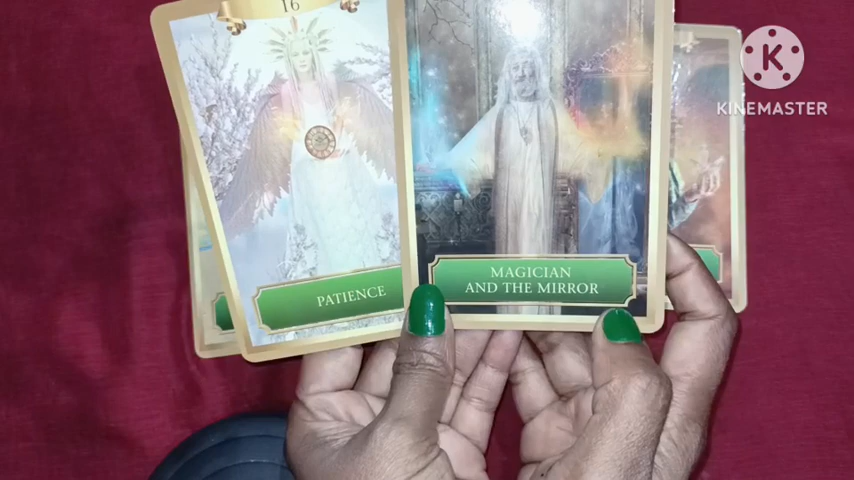 16
K
KINEMASTER
PATIENCE
MAGICIAN
AND THE MIRROR